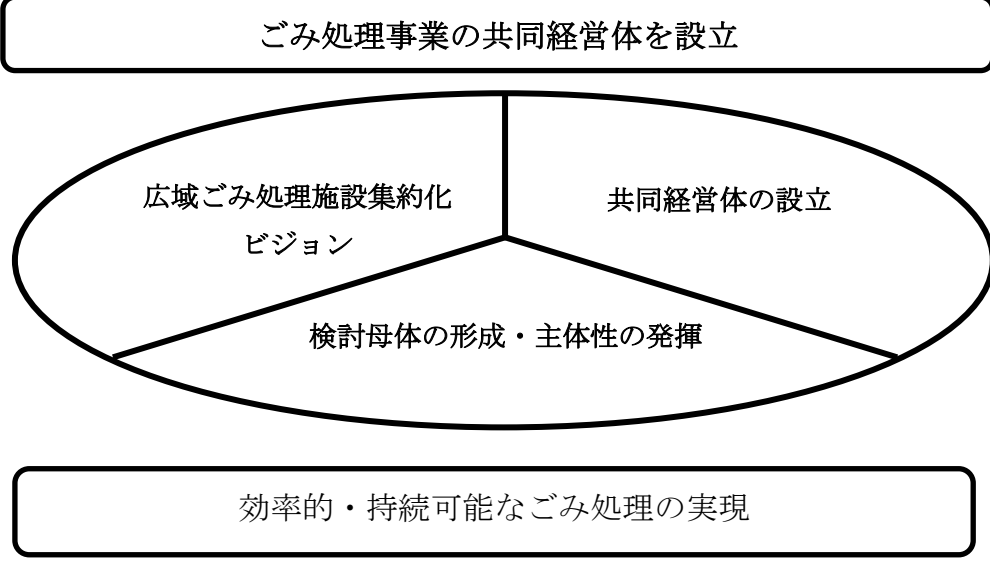 ごみ処理事業の共同経営体を設立
広域ごみ処理施設集約化
ビジョン
共同経営体の設立
検討母体の形成・主体性の発揮
効率的・持続可能なごみ処理の実現